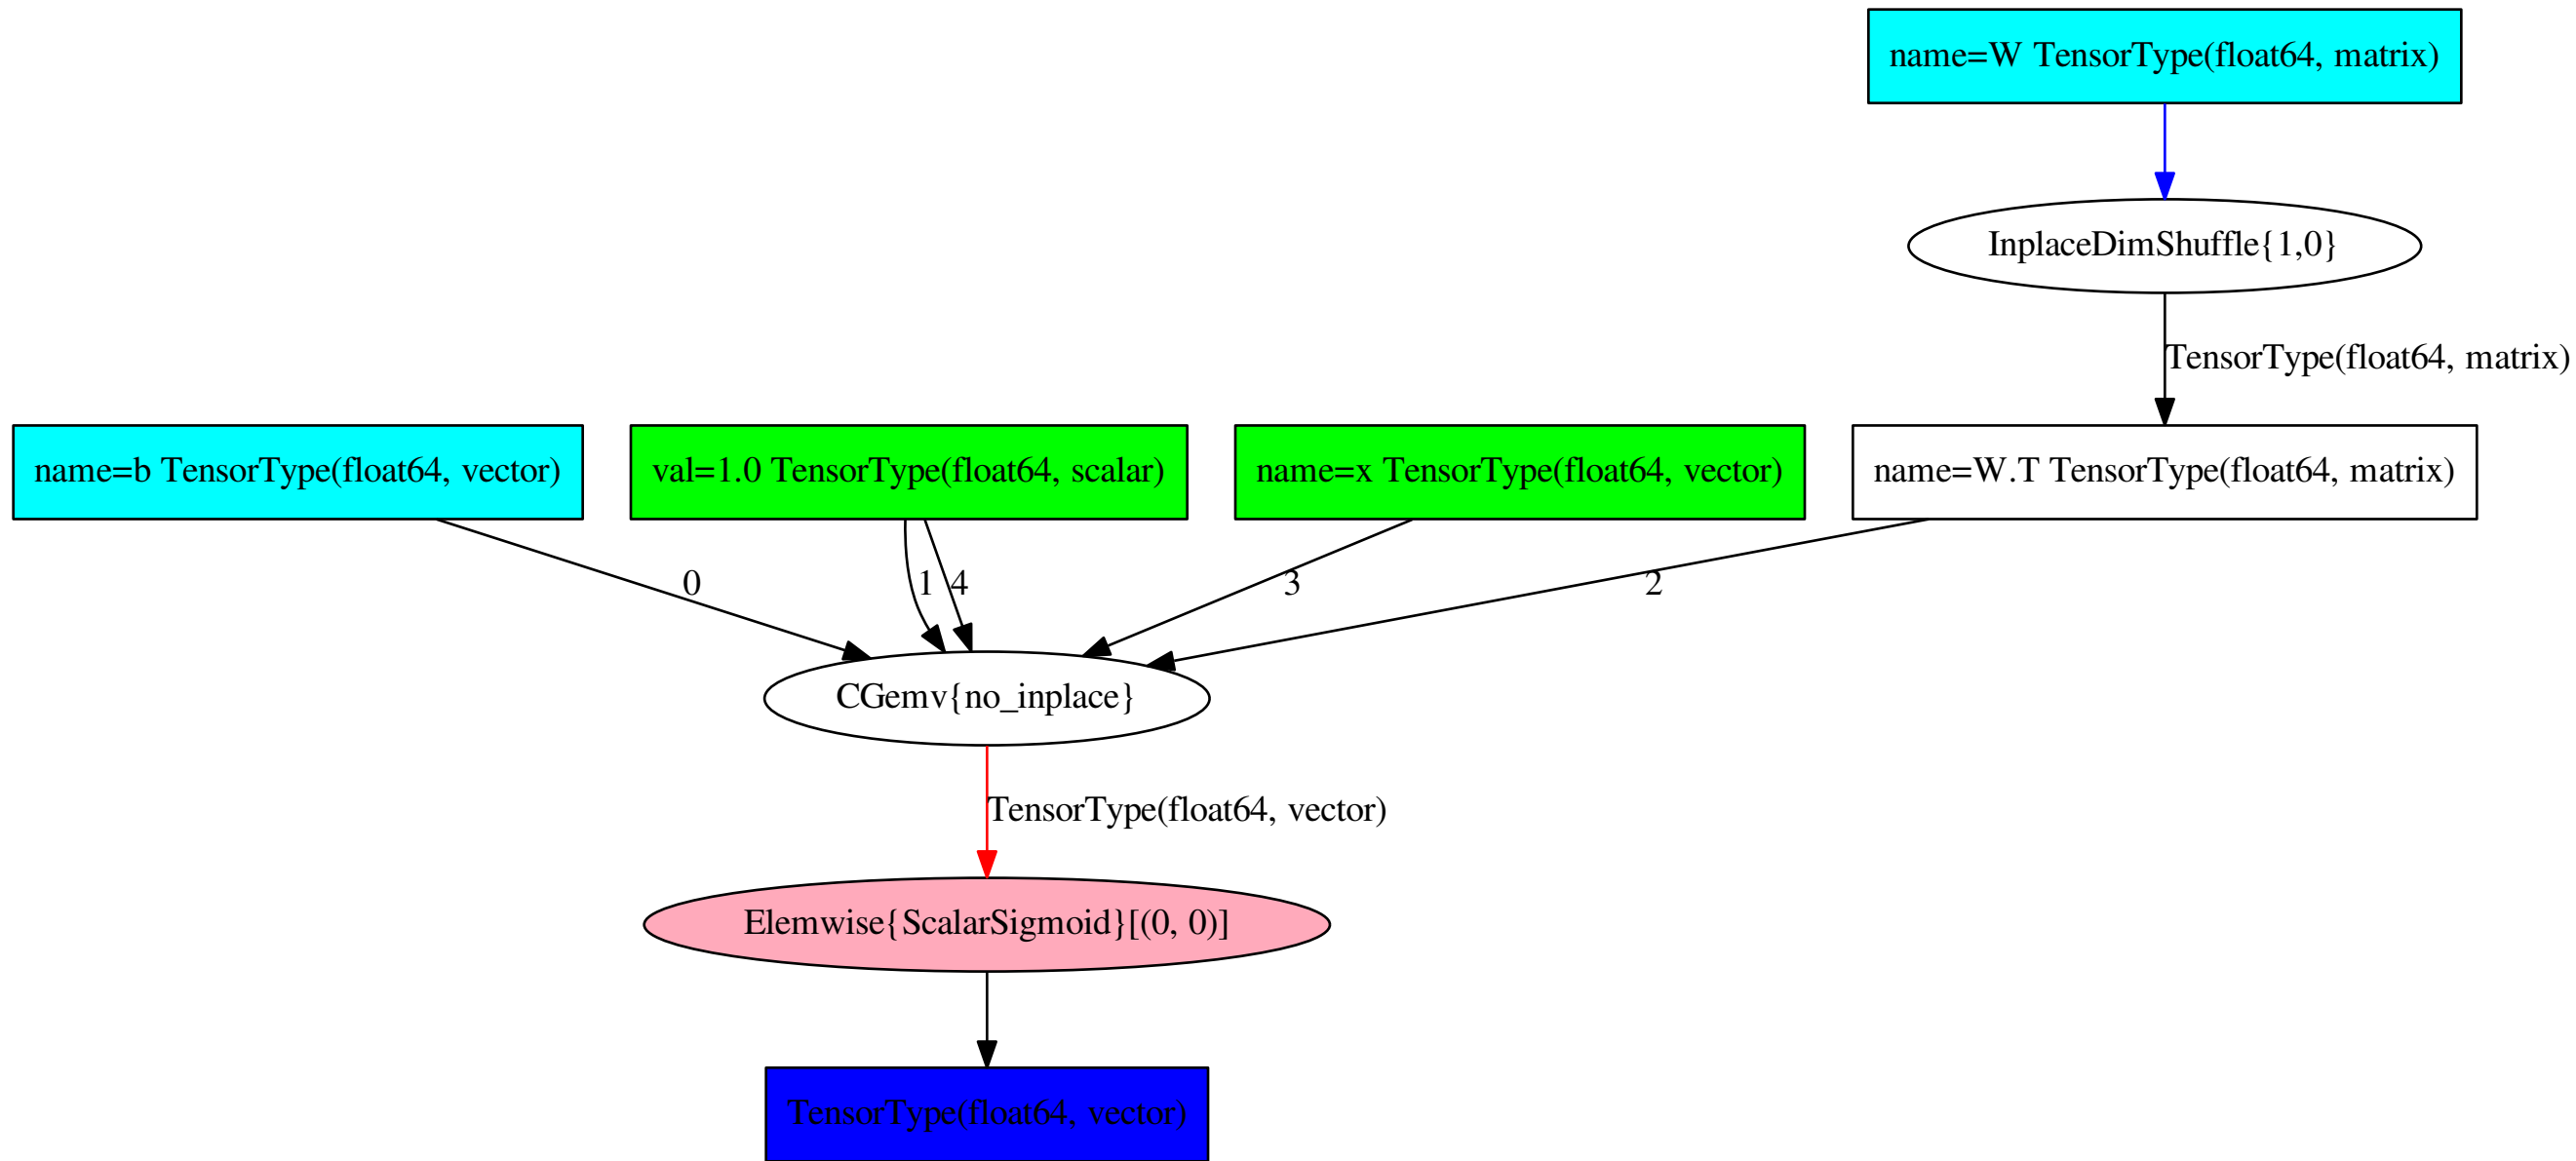 name=W TensorType(float64, matrix)
InplaceDimShuffle{1,0}
TensorType(float64, matrix)
name=b TensorType(float64, vector)
val=1.0 TensorType(float64, scalar)
name=x TensorType(float64, vector)
name=W.T TensorType(float64, matrix)
0
1
4
3
2
CGemv{no_inplace}
TensorType(float64, vector)
Elemwise{ScalarSigmoid}[(0, 0)]
TensorType(float64, vector)